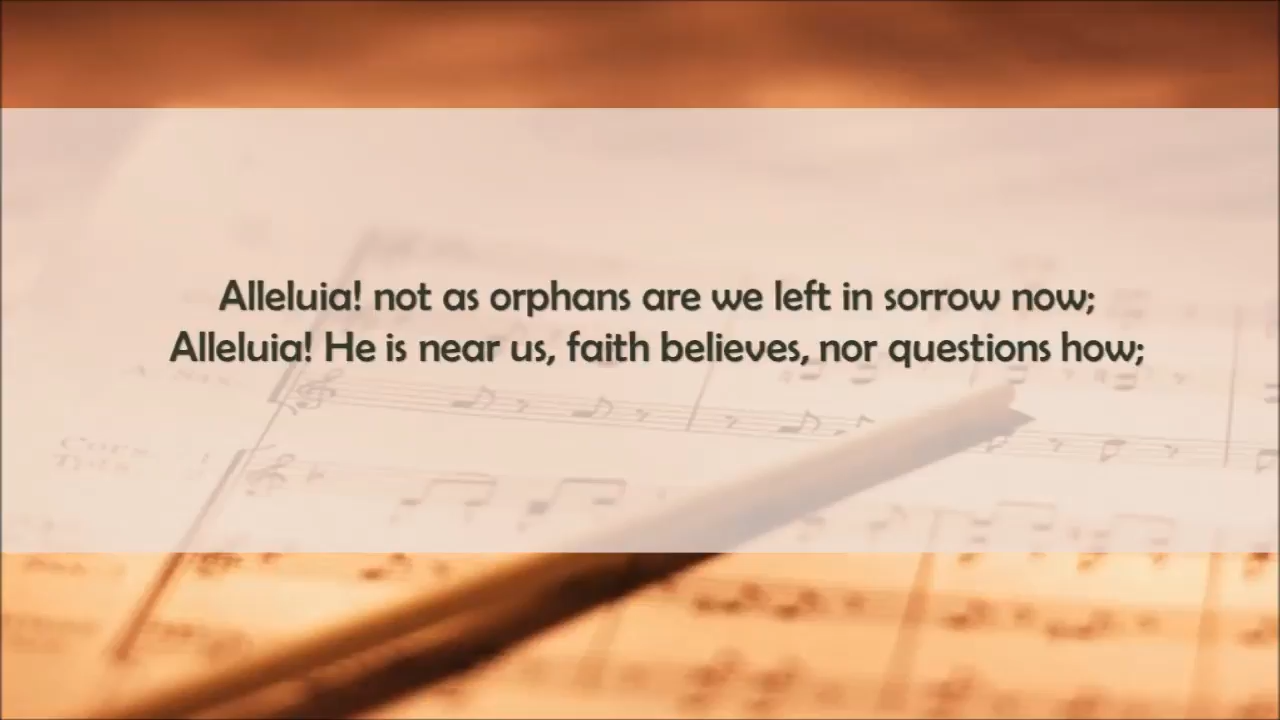 Alleluia! not as orphans are we left in sorrow now;
Alleluia! He is near us, faith believes, nor questions how;